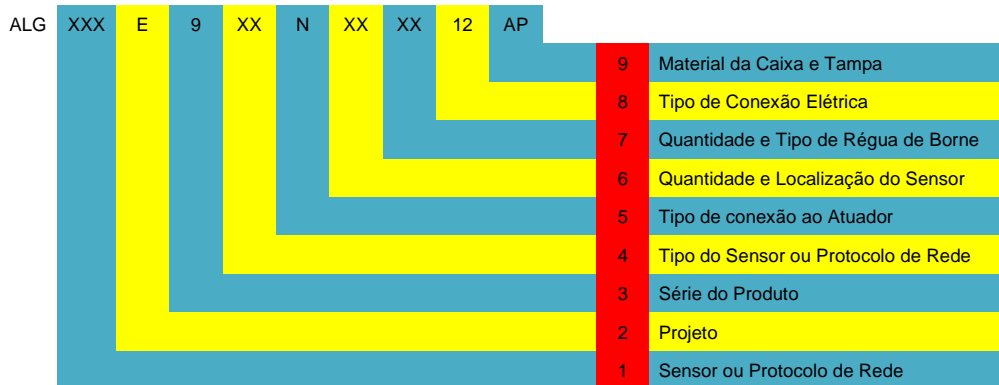 ALG XXX E 9 XX N XX XX 12 AP
9 Material da Caixa e Tampa
8 Tipo de Conexão Elétrica
7 Quantidade e Tipo de Régua de Borne
6 Quantidade e Localização do Sensor
5 Tipo de conexão ao Atuador
4 Tipo do Sensor ou Protocolo de Rede
3 Série do Produto
2 Projeto
1 Sensor ou Protocolo de Rede